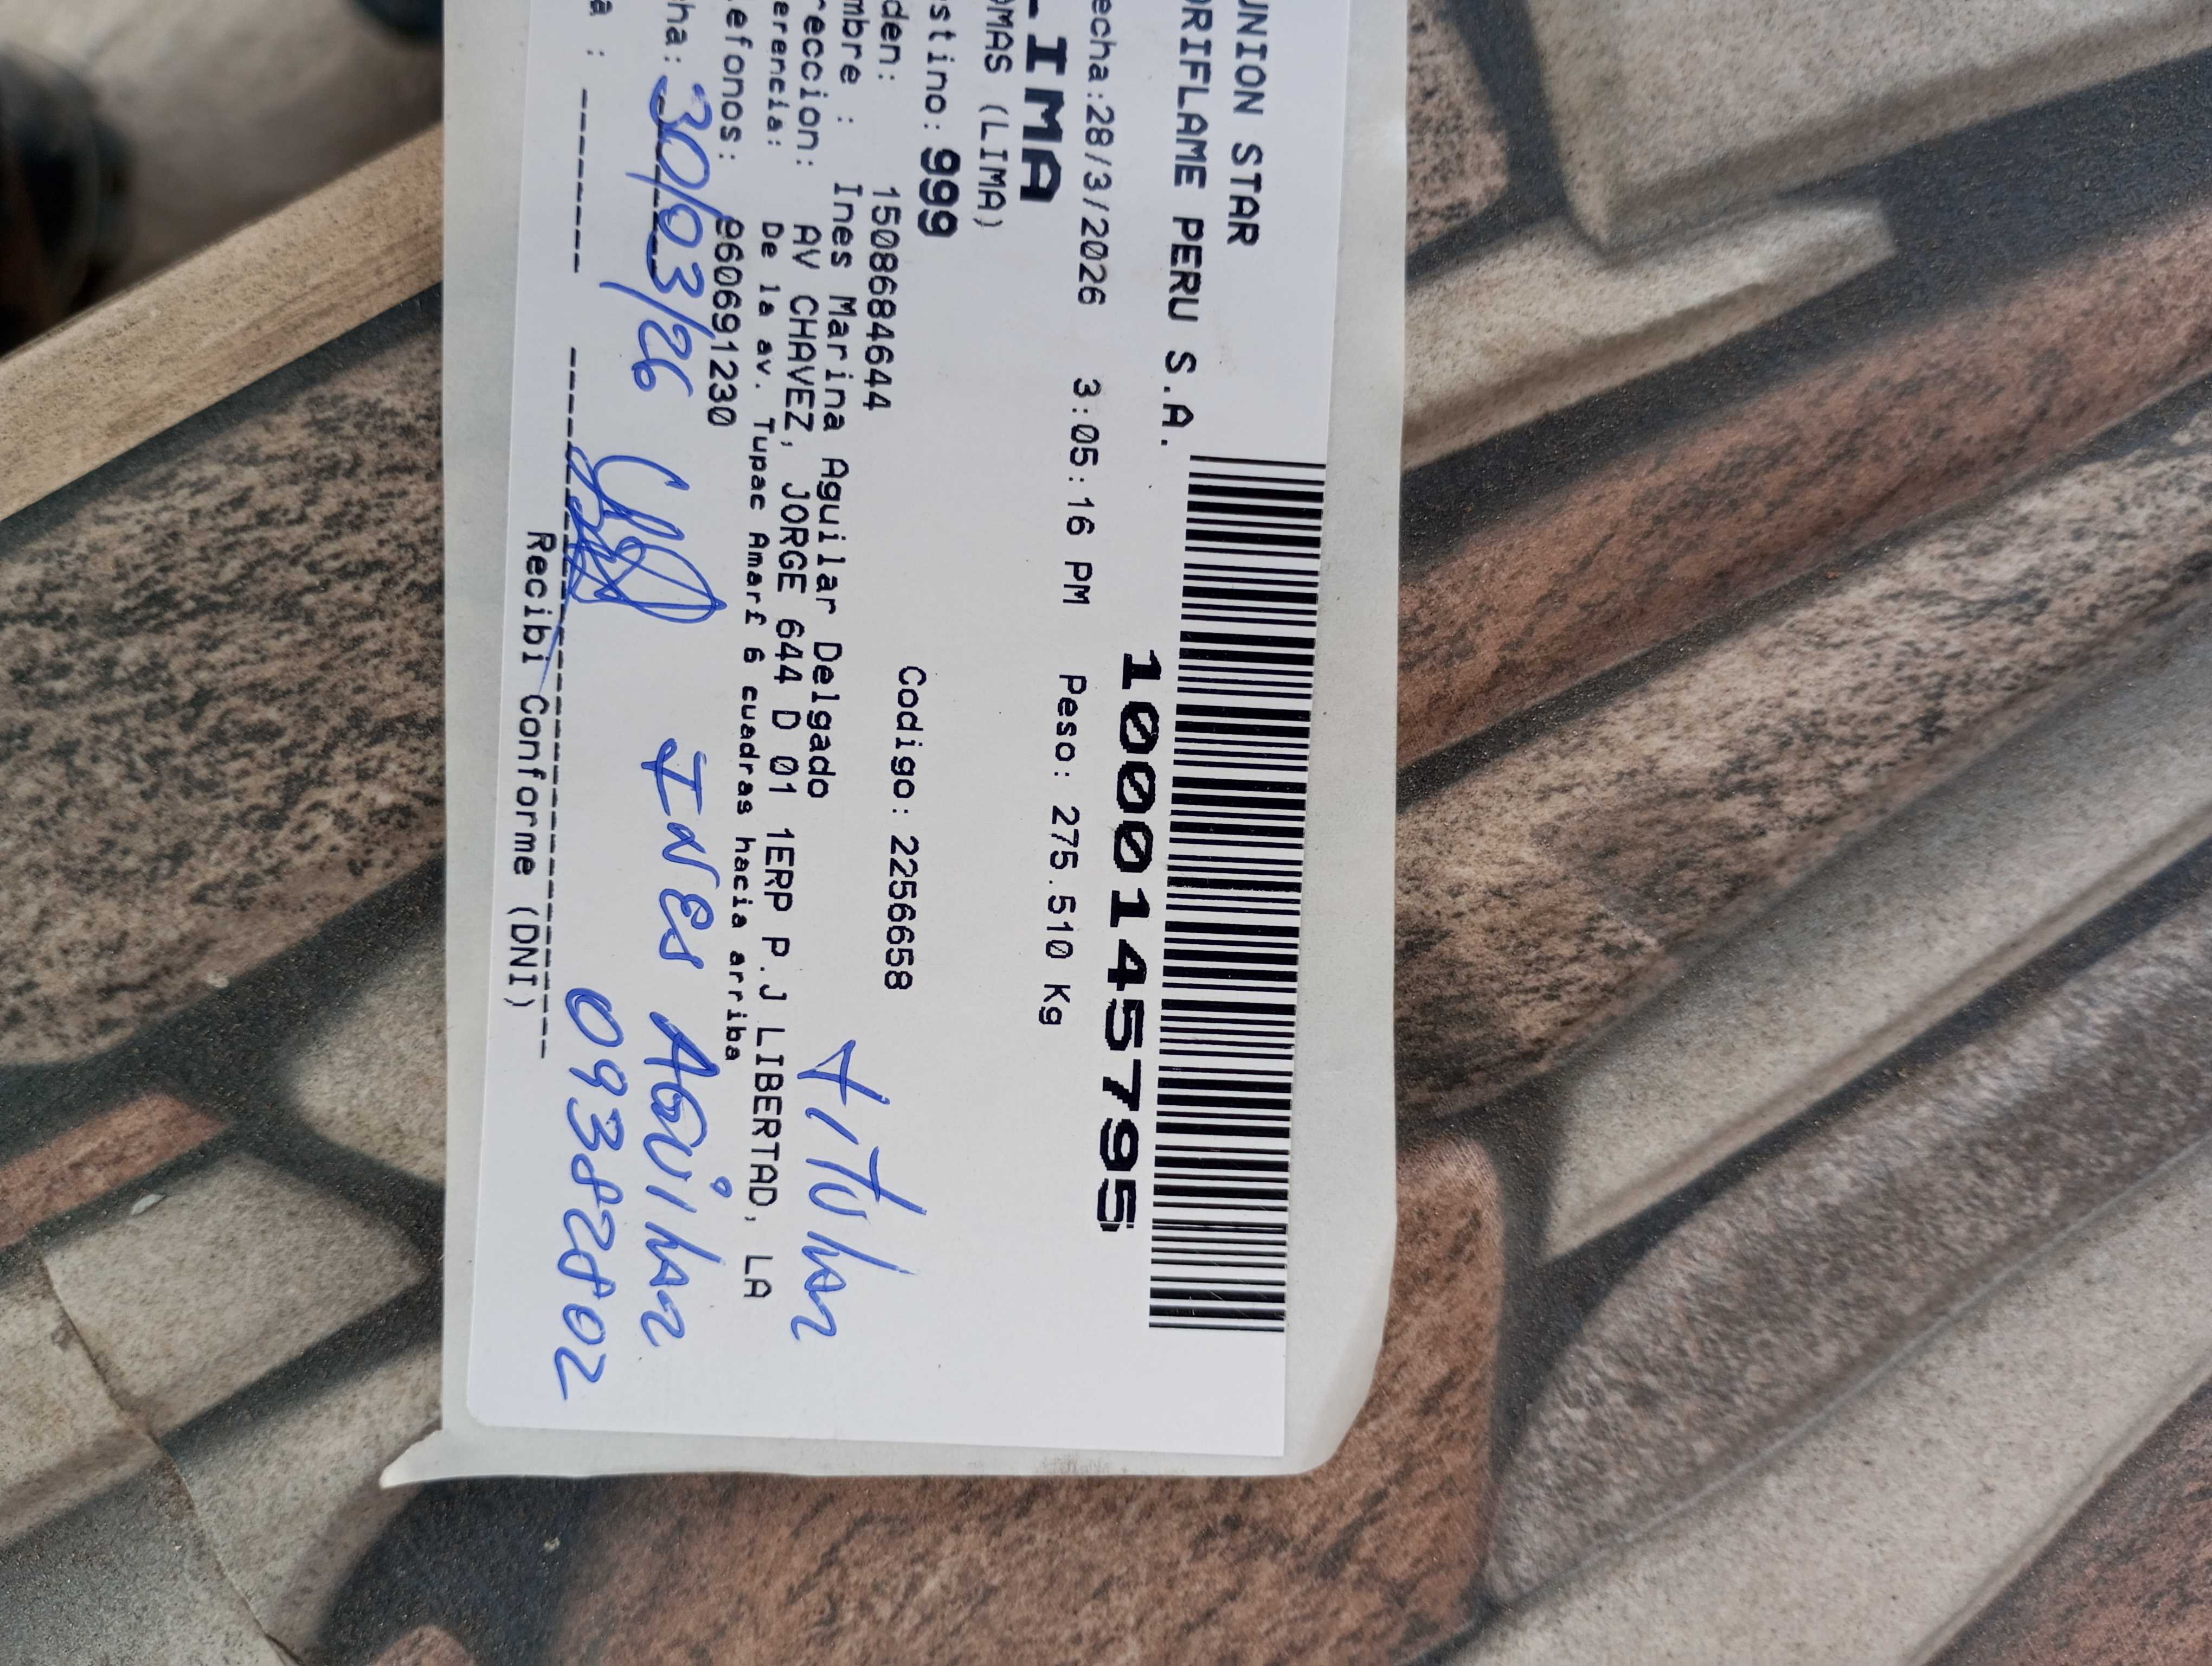 UNION STAR
ORIFLAME PERU S.A.
1000145795
echa:28/3/2026 3:05:16 PM Peso: 275.510 Kg
LIMA
OMAS (LIMA)
stino: 999
den: 1508684644 Codigo: 2256658
mbre : Ines Marina Aguilar Delgado
reccion: AV CHAVEZ, JORGE 644 D 01 1ERP P.J LIBERTAD, LA
erencia: De la av. Tupac Amarf 6 cuadras hacia arriba
efonos: 960691230
titular
ha: 30/03/26 INES AGUILAR
a : 09382802
Recibi Conforme (DNI)